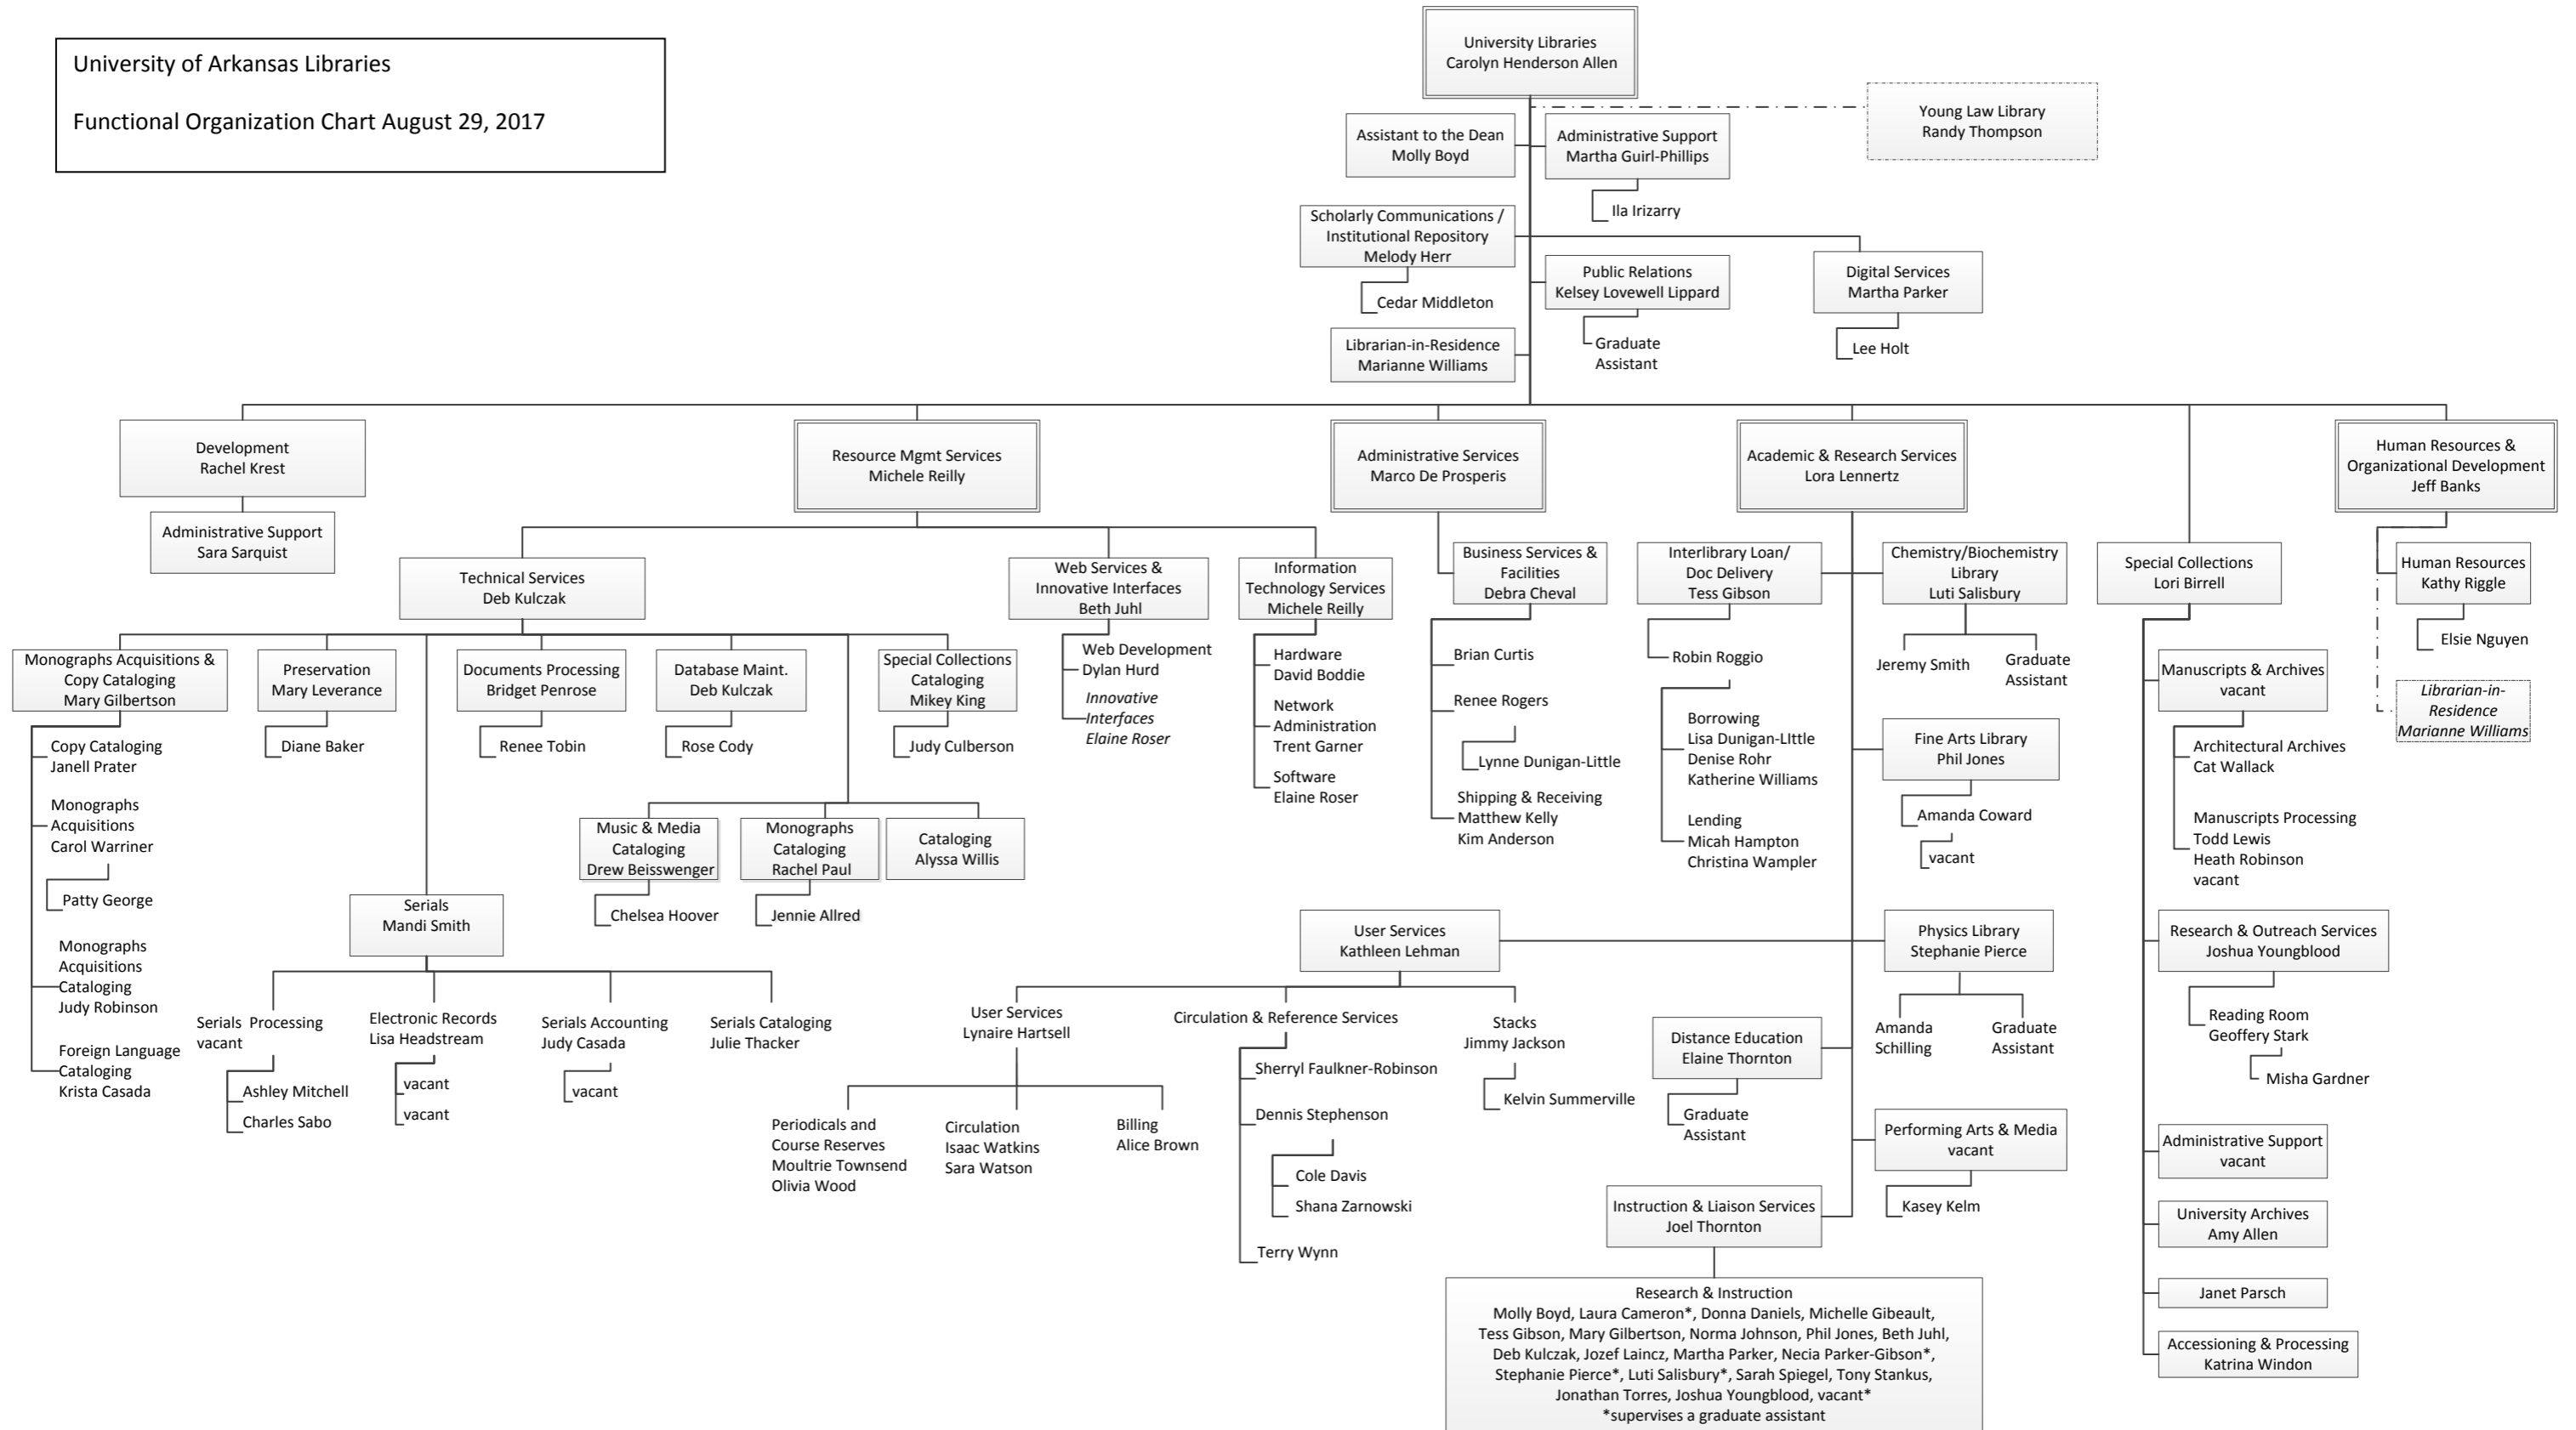 University of Arkansas Libraries
Functional Organization Chart August 29, 2017
University Libraries
Carolyn Henderson Allen
Young Law Library
Randy Thompson
Assistant to the Dean
Molly Boyd
Administrative Support
Martha Guirl-Phillips
Ila Irizarry
Scholarly Communications /
Institutional Repository
Melody Herr
Cedar Middleton
Public Relations
Kelsey Lovewell Lippard
Graduate
Assistant
Digital Services
Martha Parker
Lee Holt
Librarian-in-Residence
Marianne Williams
Development
Rachel Krest
Administrative Support
Sara Sarquist
Resource Mgmt Services
Michele Reilly
Administrative Services
Marco De Prosperis
Academic & Research Services
Lora Lennertz
Human Resources &
Organizational Development
Jeff Banks
Technical Services
Deb Kulczak
Web Services &
Innovative Interfaces
Beth Juhl
Web Development
Dylan Hurd
Innovative
Interfaces
Elaine Roser
Information
Technology Services
Michele Reilly
Hardware
David Boddie
Network
Administration
Trent Garner
Software
Elaine Roser
Business Services &
Facilities
Debra Cheval
Brian Curtis
Renee Rogers
Lynne Dunigan-Little
Shipping & Receiving
Matthew Kelly
Kim Anderson
Interlibrary Loan/
Doc Delivery
Tess Gibson
Robin Roggio
Borrowing
Lisa Dunigan-LIttle
Denise Rohr
Katherine Williams
Lending
Micah Hampton
Christina Wampler
Chemistry/Biochemistry
Library
Luti Salisbury
Jeremy Smith
Graduate
Assistant
Fine Arts Library
Phil Jones
Amanda Coward
vacant
Special Collections
Lori Birrell
Human Resources
Kathy Riggle
Elsie Nguyen
Librarian-in-
Residence
Marianne Williams
Monographs Acquisitions &
Copy Cataloging
Mary Gilbertson
Copy Cataloging
Janell Prater
Monographs
Acquisitions
Carol Warriner
Patty George
Monographs
Acquisitions
Cataloging
Judy Robinson
Foreign Language
Cataloging
Krista Casada
Preservation
Mary Leverance
Diane Baker
Documents Processing
Bridget Penrose
Renee Tobin
Database Maint.
Deb Kulczak
Rose Cody
Special Collections
Cataloging
Mikey King
Judy Culberson
Music & Media
Cataloging
Drew Beisswenger
Chelsea Hoover
Monographs
Cataloging
Rachel Paul
Jennie Allred
Cataloging
Alyssa Willis
Serials
Mandi Smith
Serials Processing
vacant
Ashley Mitchell
Charles Sabo
Electronic Records
Lisa Headstream
vacant
vacant
Serials Accounting
Judy Casada
vacant
Serials Cataloging
Julie Thacker
User Services
Kathleen Lehman
User Services
Lynaire Hartsell
Periodicals and
Course Reserves
Moultrie Townsend
Olivia Wood
Circulation
Isaac Watkins
Sara Watson
Billing
Alice Brown
Circulation & Reference Services
Sherryl Faulkner-Robinson
Dennis Stephenson
Cole Davis
Shana Zarnowski
Terry Wynn
Stacks
Jimmy Jackson
Kelvin Summerville
Physics Library
Stephanie Pierce
Amanda
Schilling
Graduate
Assistant
Distance Education
Elaine Thornton
Graduate
Assistant
Performing Arts & Media
vacant
Kasey Kelm
Instruction & Liaison Services
Joel Thornton
Research & Instruction
Molly Boyd, Laura Cameron*, Donna Daniels, Michelle Gibeault,
Tess Gibson, Mary Gilbertson, Norma Johnson, Phil Jones, Beth Juhl,
Deb Kulczak, Jozef Laincz, Martha Parker, Necia Parker-Gibson*,
Stephanie Pierce*, Luti Salisbury*, Sarah Spiegel, Tony Stankus,
Jonathan Torres, Joshua Youngblood, vacant*
*supervises a graduate assistant
Manuscripts & Archives
vacant
Architectural Archives
Cat Wallack
Manuscripts Processing
Todd Lewis
Heath Robinson
vacant
Research & Outreach Services
Joshua Youngblood
Reading Room
Geoffery Stark
Misha Gardner
Administrative Support
vacant
University Archives
Amy Allen
Janet Parsch
Accessioning & Processing
Katrina Windon